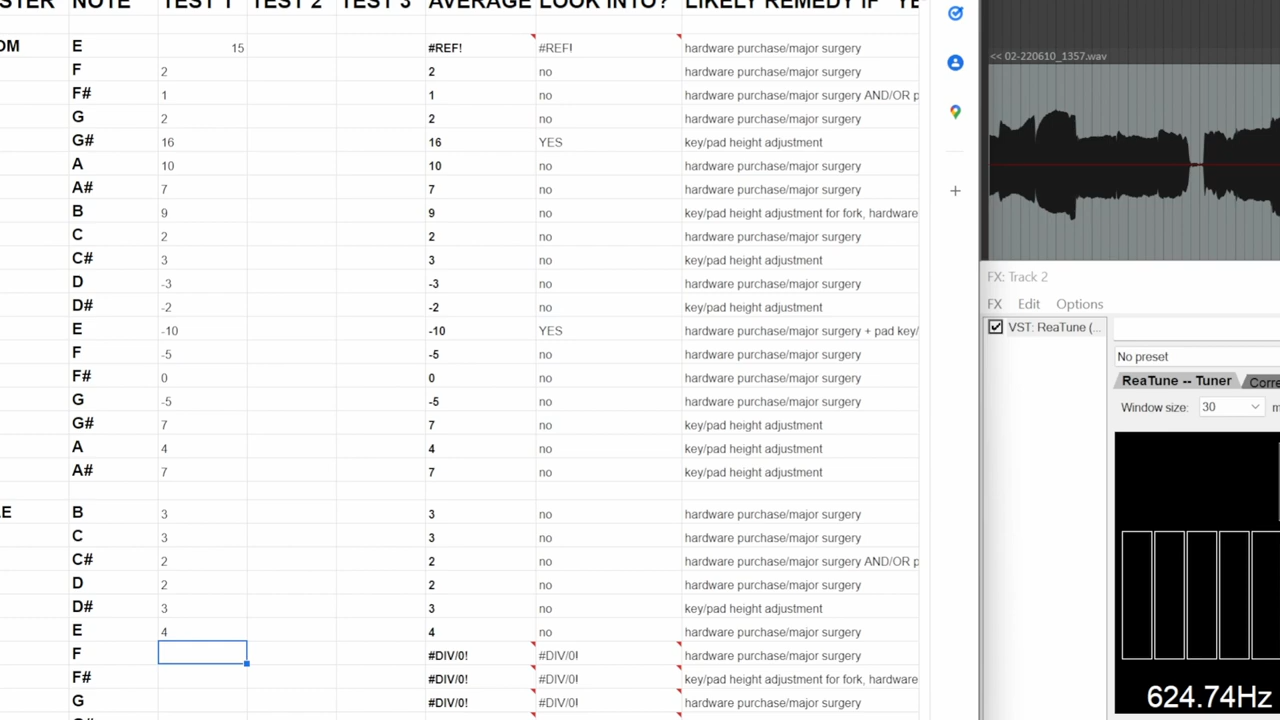 STER NOTE TEST 1 TEST 2 TEST 3 AVERAGE LOOK INTO? LIKELY REMEDY IF "YE
OM E 15 #REF! #REF! hardware purchase/major surgery
F 2 2 no hardware purchase/major surgery
F# 1 1 no hardware purchase/major surgery AND/OR p
G 2 2 no hardware purchase/major surgery
G# 16 16 YES key/pad height adjustment
A 10 10 no hardware purchase/major surgery
A# 7 7 no hardware purchase/major surgery
B 9 9 no key/pad height adjustment for fork, hardware
C 2 2 no hardware purchase/major surgery
C# 3 3 no key/pad height adjustment
D -3 -3 no hardware purchase/major surgery
D# -2 -2 no key/pad height adjustment
E -10 -10 YES hardware purchase/major surgery + pad key/
F -5 -5 no hardware purchase/major surgery
F# 0 0 no hardware purchase/major surgery
G -5 -5 no hardware purchase/major surgery
G# 7 7 no key/pad height adjustment
A 4 4 no key/pad height adjustment
A# 7 7 no key/pad height adjustment
LE B 3 3 no hardware purchase/major surgery
C 3 3 no hardware purchase/major surgery
C# 2 2 no hardware purchase/major surgery AND/OR p
D 2 2 no hardware purchase/major surgery
D# 3 3 no key/pad height adjustment
E 4 4 no hardware purchase/major surgery
F #DIV/0! #DIV/0! hardware purchase/major surgery
F# #DIV/0! #DIV/0! key/pad height adjustment for fork, hardware
G #DIV/0! #DIV/0! hardware purchase/major surgery
<< 02-220610_1357.wav
FX: Track 2
FX Edit Options
VST: ReaTune (...
No preset
ReaTune -- Tuner Corre
Window size: 30 m
624.74Hz